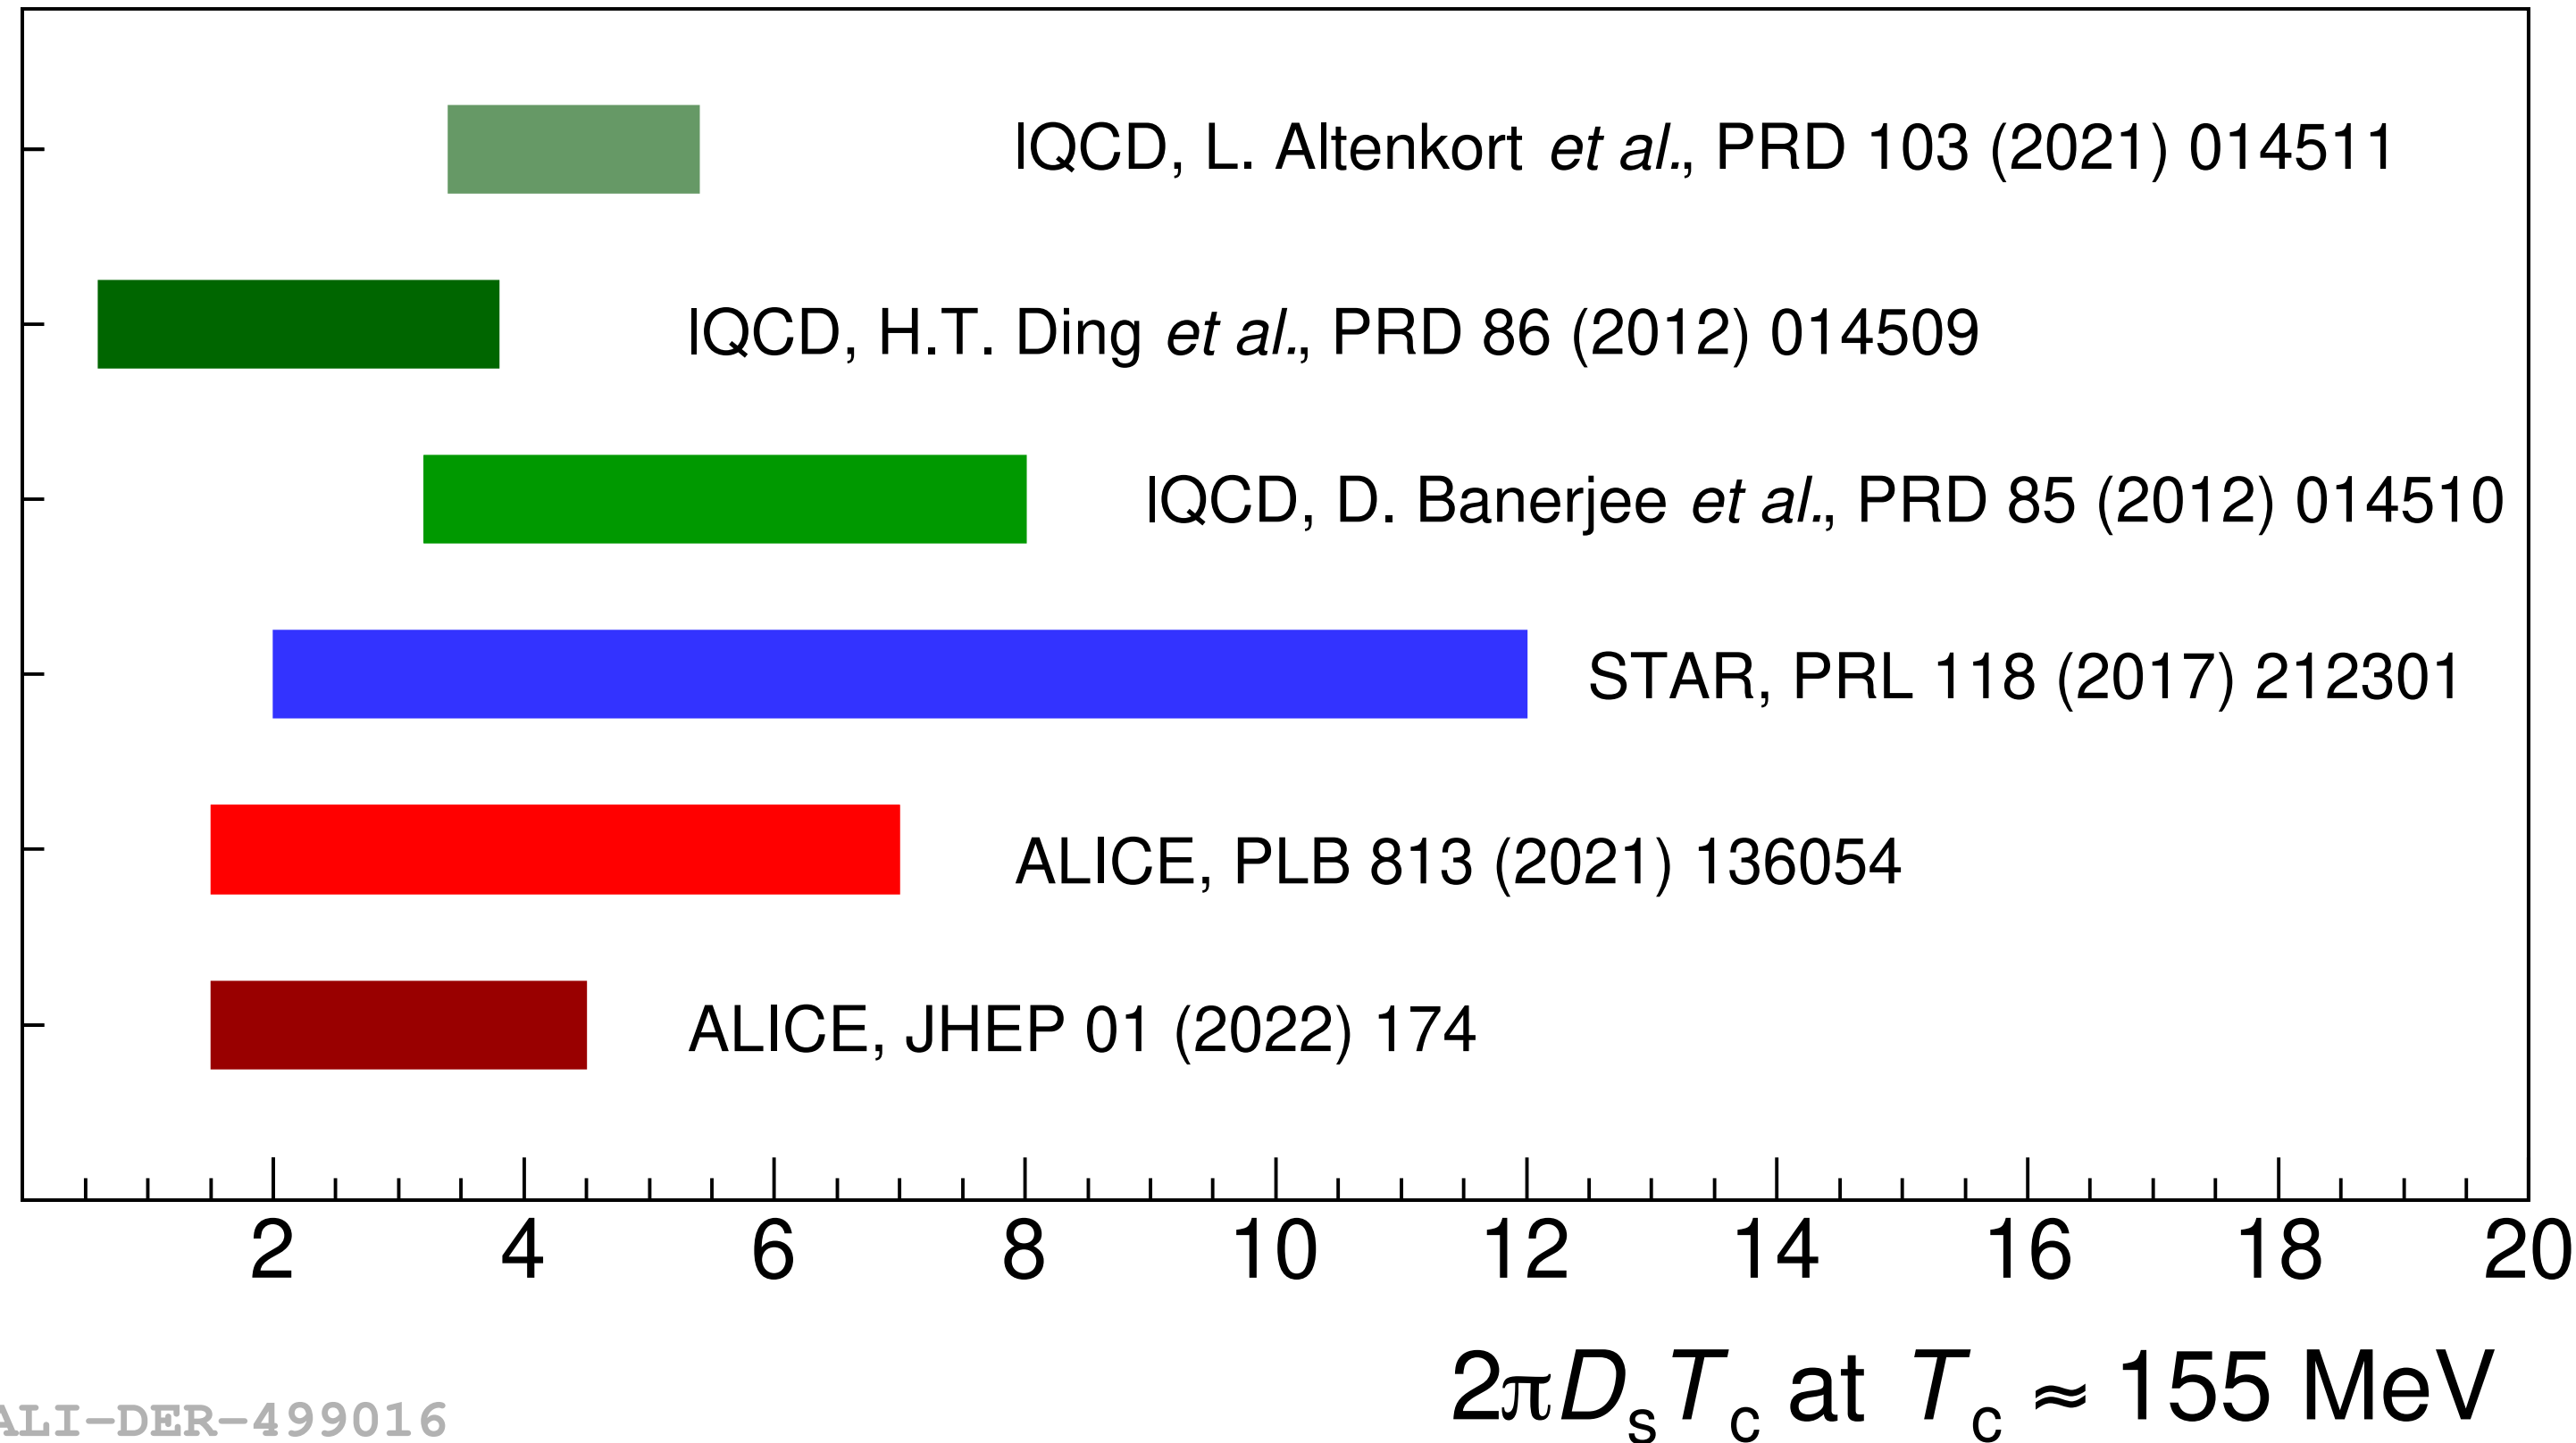 lQCD, L. Altenkort et al., PRD 103 (2021) 014511
lQCD, H.T. Ding et al., PRD 86 (2012) 014509
lQCD, D. Banerjee et al., PRD 85 (2012) 014510
STAR, PRL 118 (2017) 212301
ALICE, PLB 813 (2021) 136054
ALICE, JHEP 01 (2022) 174
2 4 6 8 10 12 14 16 18 20
2πDsTc at Tc ≈ 155 MeV
ALI-DER-499016